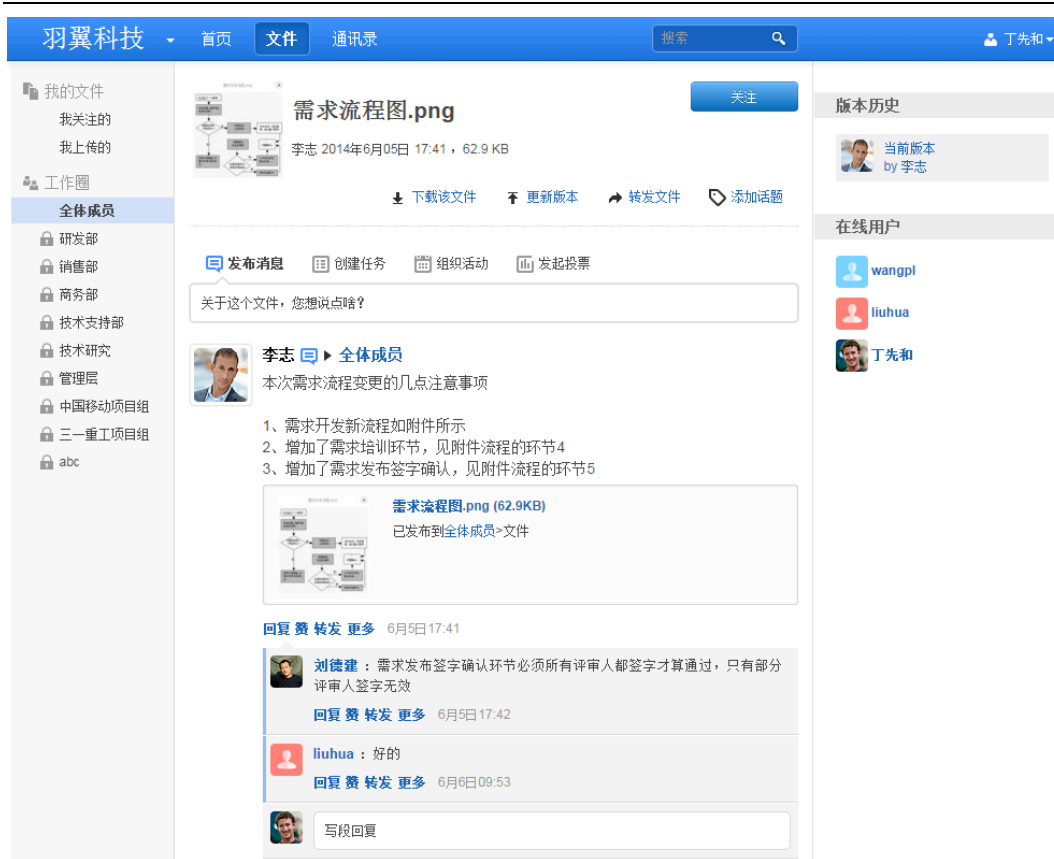 羽翼科技 首页 文件 通讯录 搜索 丁先和
我的文件
我关注的
我上传的
工作圈
全体成员
研发部
销售部
商务部
技术支持部
技术研究
管理层
中国移动项目组
三一重工项目组
abc
需求流程图.png
关注
李志 2014年6月05日 17:41，62.9 KB
下载该文件 更新版本 转发文件 添加话题
发布消息 创建任务 组织活动 发起投票
关于这个文件，您想说点啥?
李志 全体成员
本次需求流程变更的几点注意事项
1、需求开发新流程如附件所示
2、增加了需求培训环节，见附件流程的环节4
3、增加了需求发布签字确认，见附件流程的环节5
需求流程图.png (62.9KB)
已发布到全体成员>文件
回复 赞 转发 更多 6月5日17:41
刘德建：需求发布签字确认环节必须所有评审人都签字才算通过，只有部分
评审人签字无效
回复 赞 转发 更多 6月5日17:42
liuhua：好的
回复 赞 转发 更多 6月6日09:53
写段回复
版本历史
当前版本
by 李志
在线用户
wangpl
liuhua
丁先和